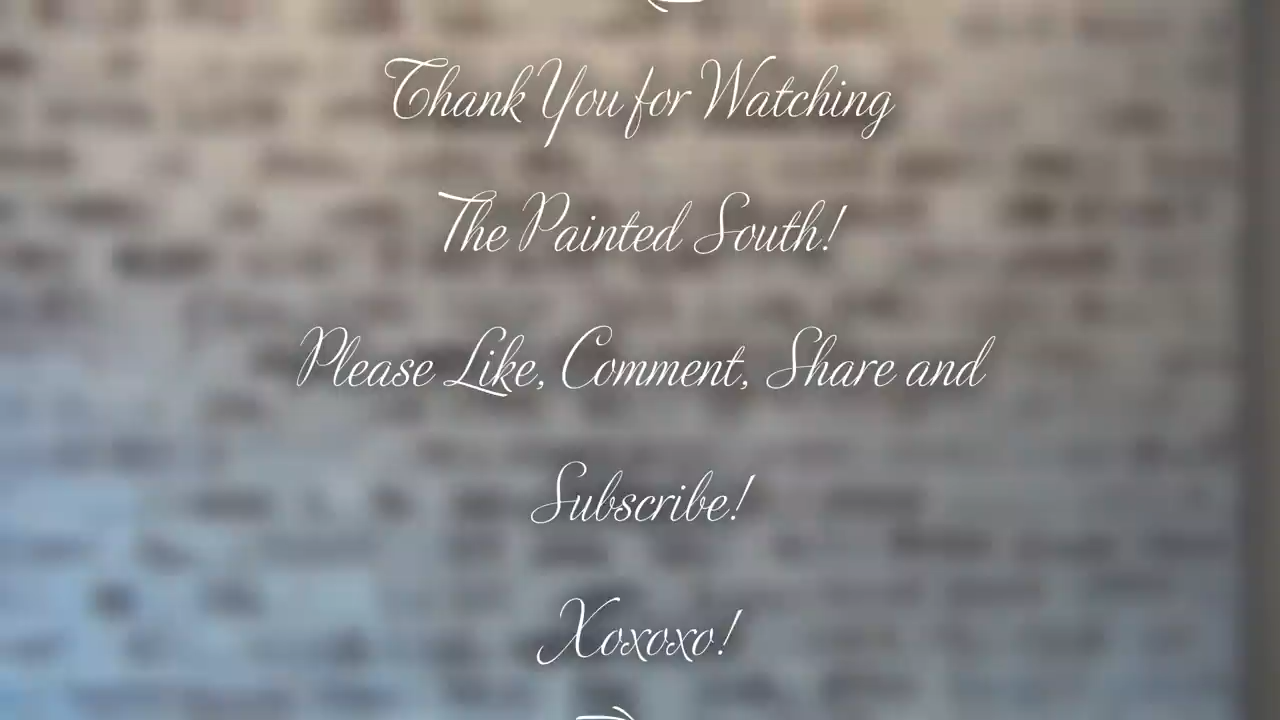 Thank You for Watching
The Painted South!
Please Like, Comment, Share and
Subscribe!
Xoxoxo!